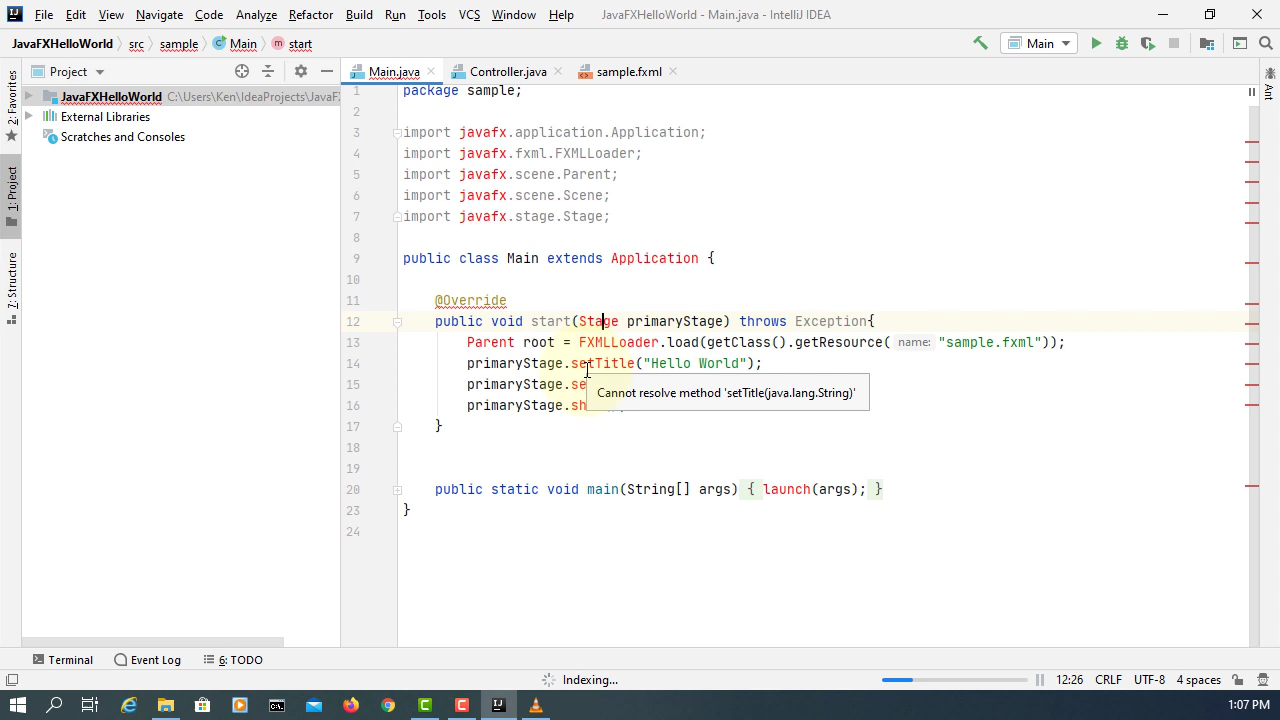 File Edit View Navigate Code Analyze Refactor Build Run Tools VCS Window Help JavaFXHelloWorld - Main.java - IntelliJ IDEA
JavaFXHelloWorld src sample Main start Main
Project Main.java Controller.java sample.fxml
JavaFXHelloWorld C:\Users\Ken\IdeaProjects\JavaFX
External Libraries
Scratches and Consoles
2: Favorites
1: Project
7: Structure
Ant
1 package sample;
2
3 import javafx.application.Application;
4 import javafx.fxml.FXMLLoader;
5 import javafx.scene.Parent;
6 import javafx.scene.Scene;
7 import javafx.stage.Stage;
8
9 public class Main extends Application {
10
11 @Override
12 public void start(Stage primaryStage) throws Exception{
13 Parent root = FXMLLoader.load(getClass().getResource( name: "sample.fxml"));
14 primaryStage.setTitle("Hello World");
15 primaryStage.se
Cannot resolve method 'setTitle(java.lang.String)'
16 primaryStage.sh
17 }
18
19
20 public static void main(String[] args) { launch(args); }
23 }
24
Terminal Event Log 6: TODO
Indexing... 12:26 CRLF UTF-8 4 spaces
1:07 PM